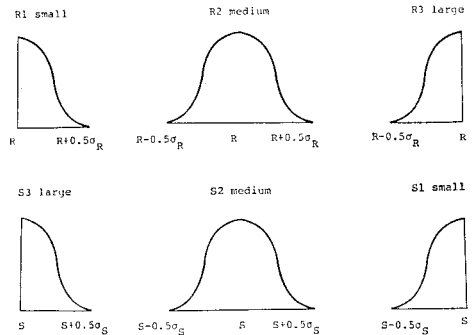 R1 small R2 medium R3 large
R R+0.5σR R-0.5σR R R+0.5σR R-0.5σR R
S3 large S2 medium S1 small
S S+0.5σS S-0.5σS S S+0.5σS S-0.5σS S